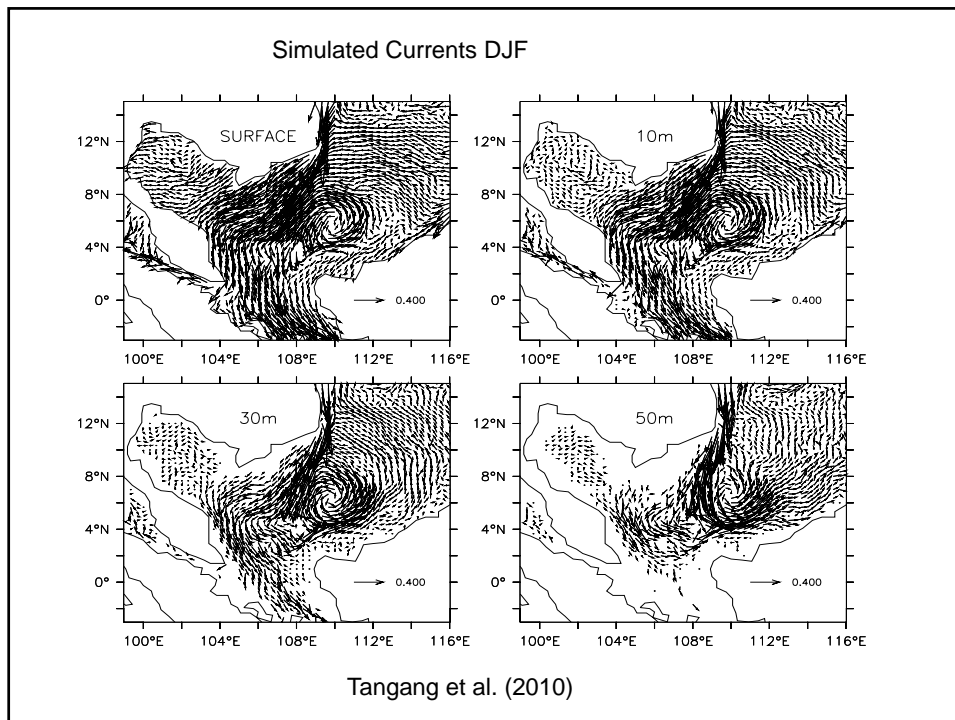 Simulated Currents DJF
SURFACE
12°N
8°N
4°N
0°
0.400
100°E 104°E 108°E 112°E 116°E
10m
12°N
8°N
4°N
0°
0.400
100°E 104°E 108°E 112°E 116°E
30m
12°N
8°N
4°N
0°
0.400
100°E 104°E 108°E 112°E 116°E
50m
12°N
8°N
4°N
0°
0.400
100°E 104°E 108°E 112°E 116°E
Tangang et al. (2010)